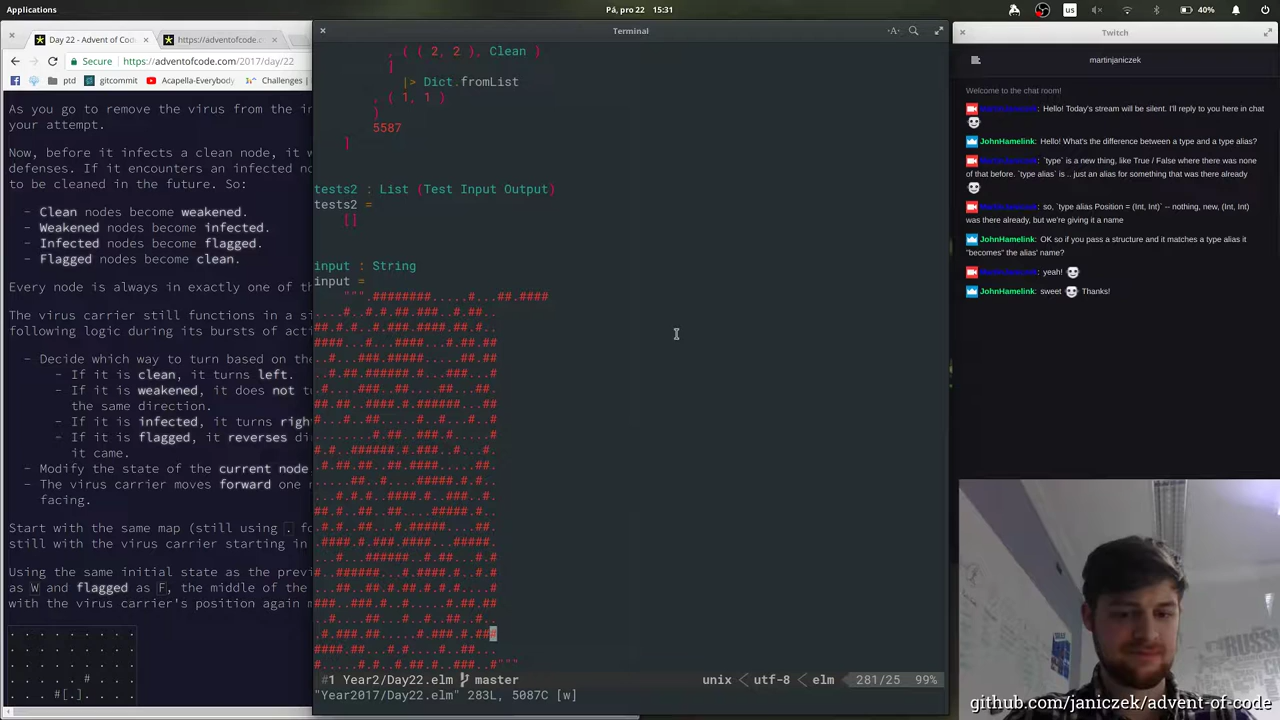 Applications
Pá, pro 22 15:31
40%
us
Day 22 - Advent of Cod
https://adventofcode.c
Secure
https://adventofcode.com/2017/day/22
ptd
gitcommit
Acapella-Everybody
Challenges |
As you go to remove the virus from the in
your attempt.
Now, before it infects a clean node, it w
defenses. If it encounters an infected no
to be cleaned in the future. So:
- Clean nodes become weakened.
- Weakened nodes become infected.
- Infected nodes become flagged.
- Flagged nodes become clean.
Every node is always in exactly one of th
The virus carrier still functions in a si
following logic during its bursts of acti
- Decide which way to turn based on the
- If it is clean, it turns left.
- If it is weakened, it does not t
the same direction.
- If it is infected, it turns righ
- If it is flagged, it reverses di
it came.
- Modify the state of the current node
- The virus carrier moves forward one n
facing.
Start with the same map (still using . fo
still with the virus carrier starting in
Using the same initial state as the previ
as W and flagged as F, the middle of the
with the virus carrier's position again m
Terminal
, ( ( 2, 2 ), Clean )
]
|> Dict.fromList
, ( 1, 1 )
)
5587
]
tests2 : List (Test Input Output)
tests2 =
[]
input : String
input =
#1 Year2/Day22.elm master
unix
utf-8
elm
281/25 99%
"Year2017/Day22.elm" 283L, 5087C [w]
Twitch
martinjaniczek
Welcome to the chat room!
: Hello! Today's stream will be silent. I'll reply to you here in chat
JohnHamelink: Hello! What's the difference between a type and a type alias?
: `type` is a new thing, like True / False where there was none
of that before. `type alias` is .. just an alias for something that was there already
: so, `type alias Position = (Int, Int)` -- nothing, new, (Int, Int)
was there already, but we're giving it a name
JohnHamelink: OK so if you pass a structure and it matches a type alias it
"becomes" the alias' name?
: yeah!
JohnHamelink: sweet Thanks!
github.com/janiczek/advent-of-code